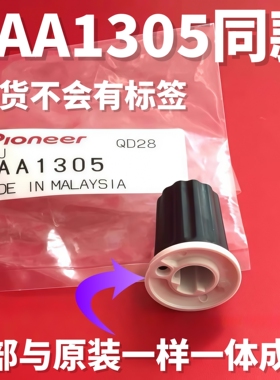 AA1305同款
货不会有标签
Pioneer
QD28
AA1305
DE IN MALAYSIA
部与原装一样一体成